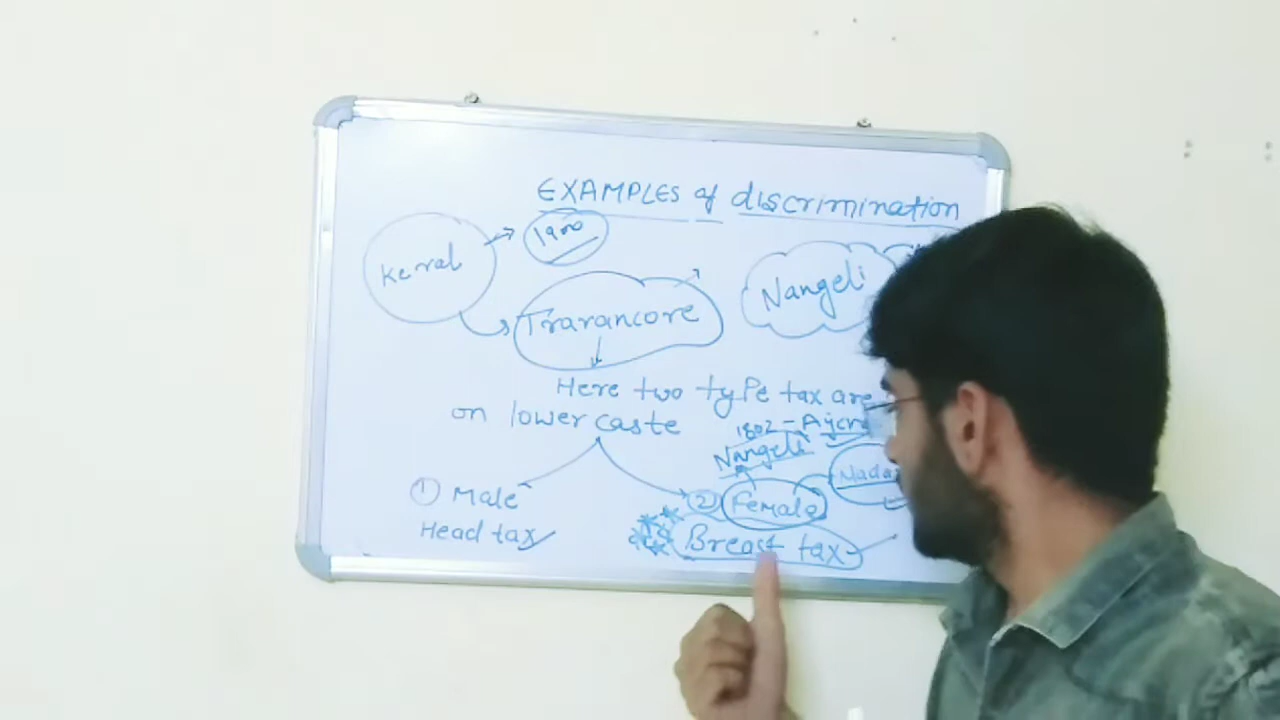 EXAMPLES of discrimination
Keral
1900
Travancore
Nangeli
Here two type tax are
on lower caste
1802 -
Nangeli
① Male
Head tax
② Female
Breast tax